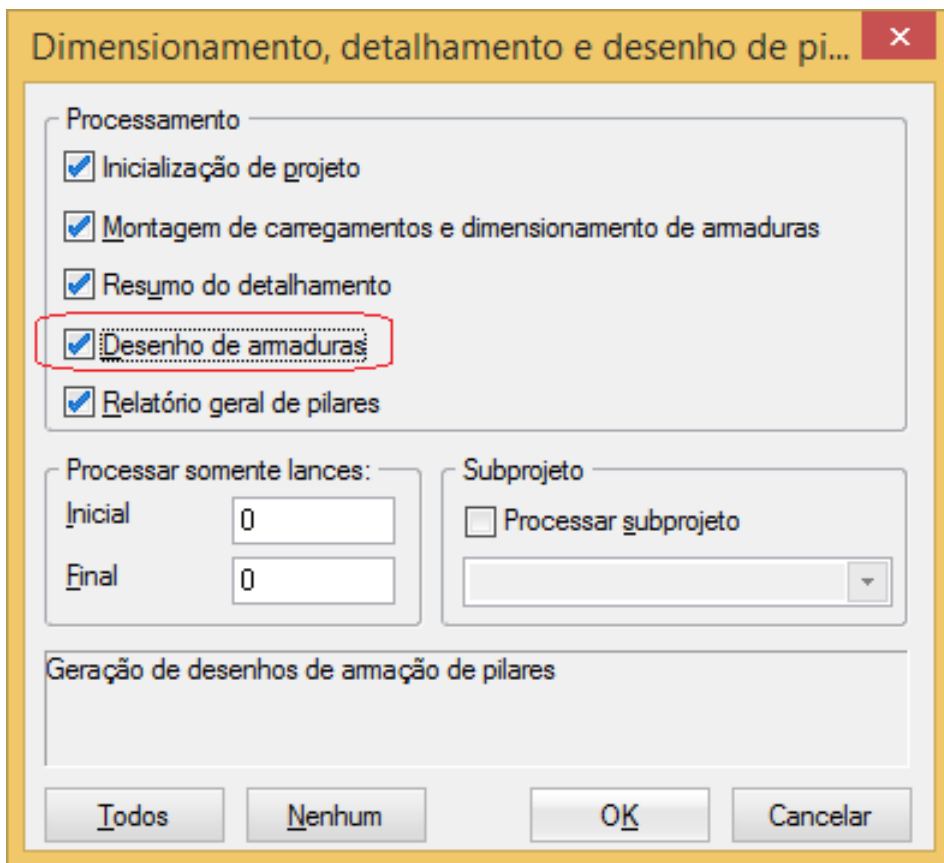 Dimensionamento, detalhamento e desenho de pi...
Processamento
Inicialização de projeto
Montagem de carregamentos e dimensionamento de armaduras
Resumo do detalhamento
Desenho de armaduras
Relatório geral de pilares
Processar somente lances:
Inicial
0
Final
0
Subprojeto
Processar subprojeto
Geração de desenhos de armação de pilares
Todos
Nenhum
OK
Cancelar